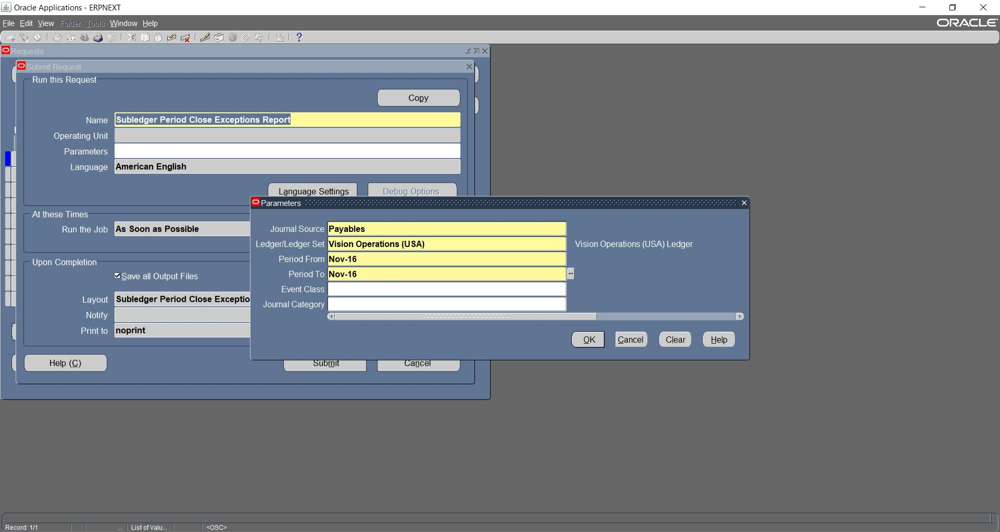 Oracle Applications - ERPNEXT
File Edit View Folder Tools Window Help
ORACLE
?
Requests
Submit Request
Run this Request
Copy
Name Subledger Period Close Exceptions Report
Operating Unit
Parameters
Language American English
Language Settings Debug Options
At these Times
Run the Job As Soon as Possible
Upon Completion
Save all Output Files
Layout Subledger Period Close Exceptio
Notify
Print to noprint
Help (C) Submit Cancel
Parameters
Journal Source Payables
Ledger/Ledger Set Vision Operations (USA) Vision Operations (USA) Ledger
Period From Nov-16
Period To Nov-16 ...
Event Class
Journal Category
OK Cancel Clear Help
Record: 1/1 ... List of Valu... <OSC>